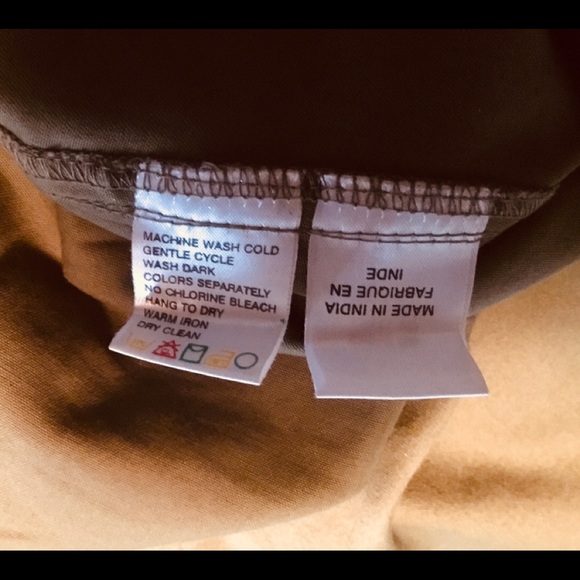 MACHINE WASH COLD
GENTLE CYCLE
WASH DARK
COLORS SEPARATELY
NO CHLORINE BLEACH
HANG TO DRY
WARM IRON
DRY CLEAN
MADE IN INDIA
FABRIQUE EN
INDE